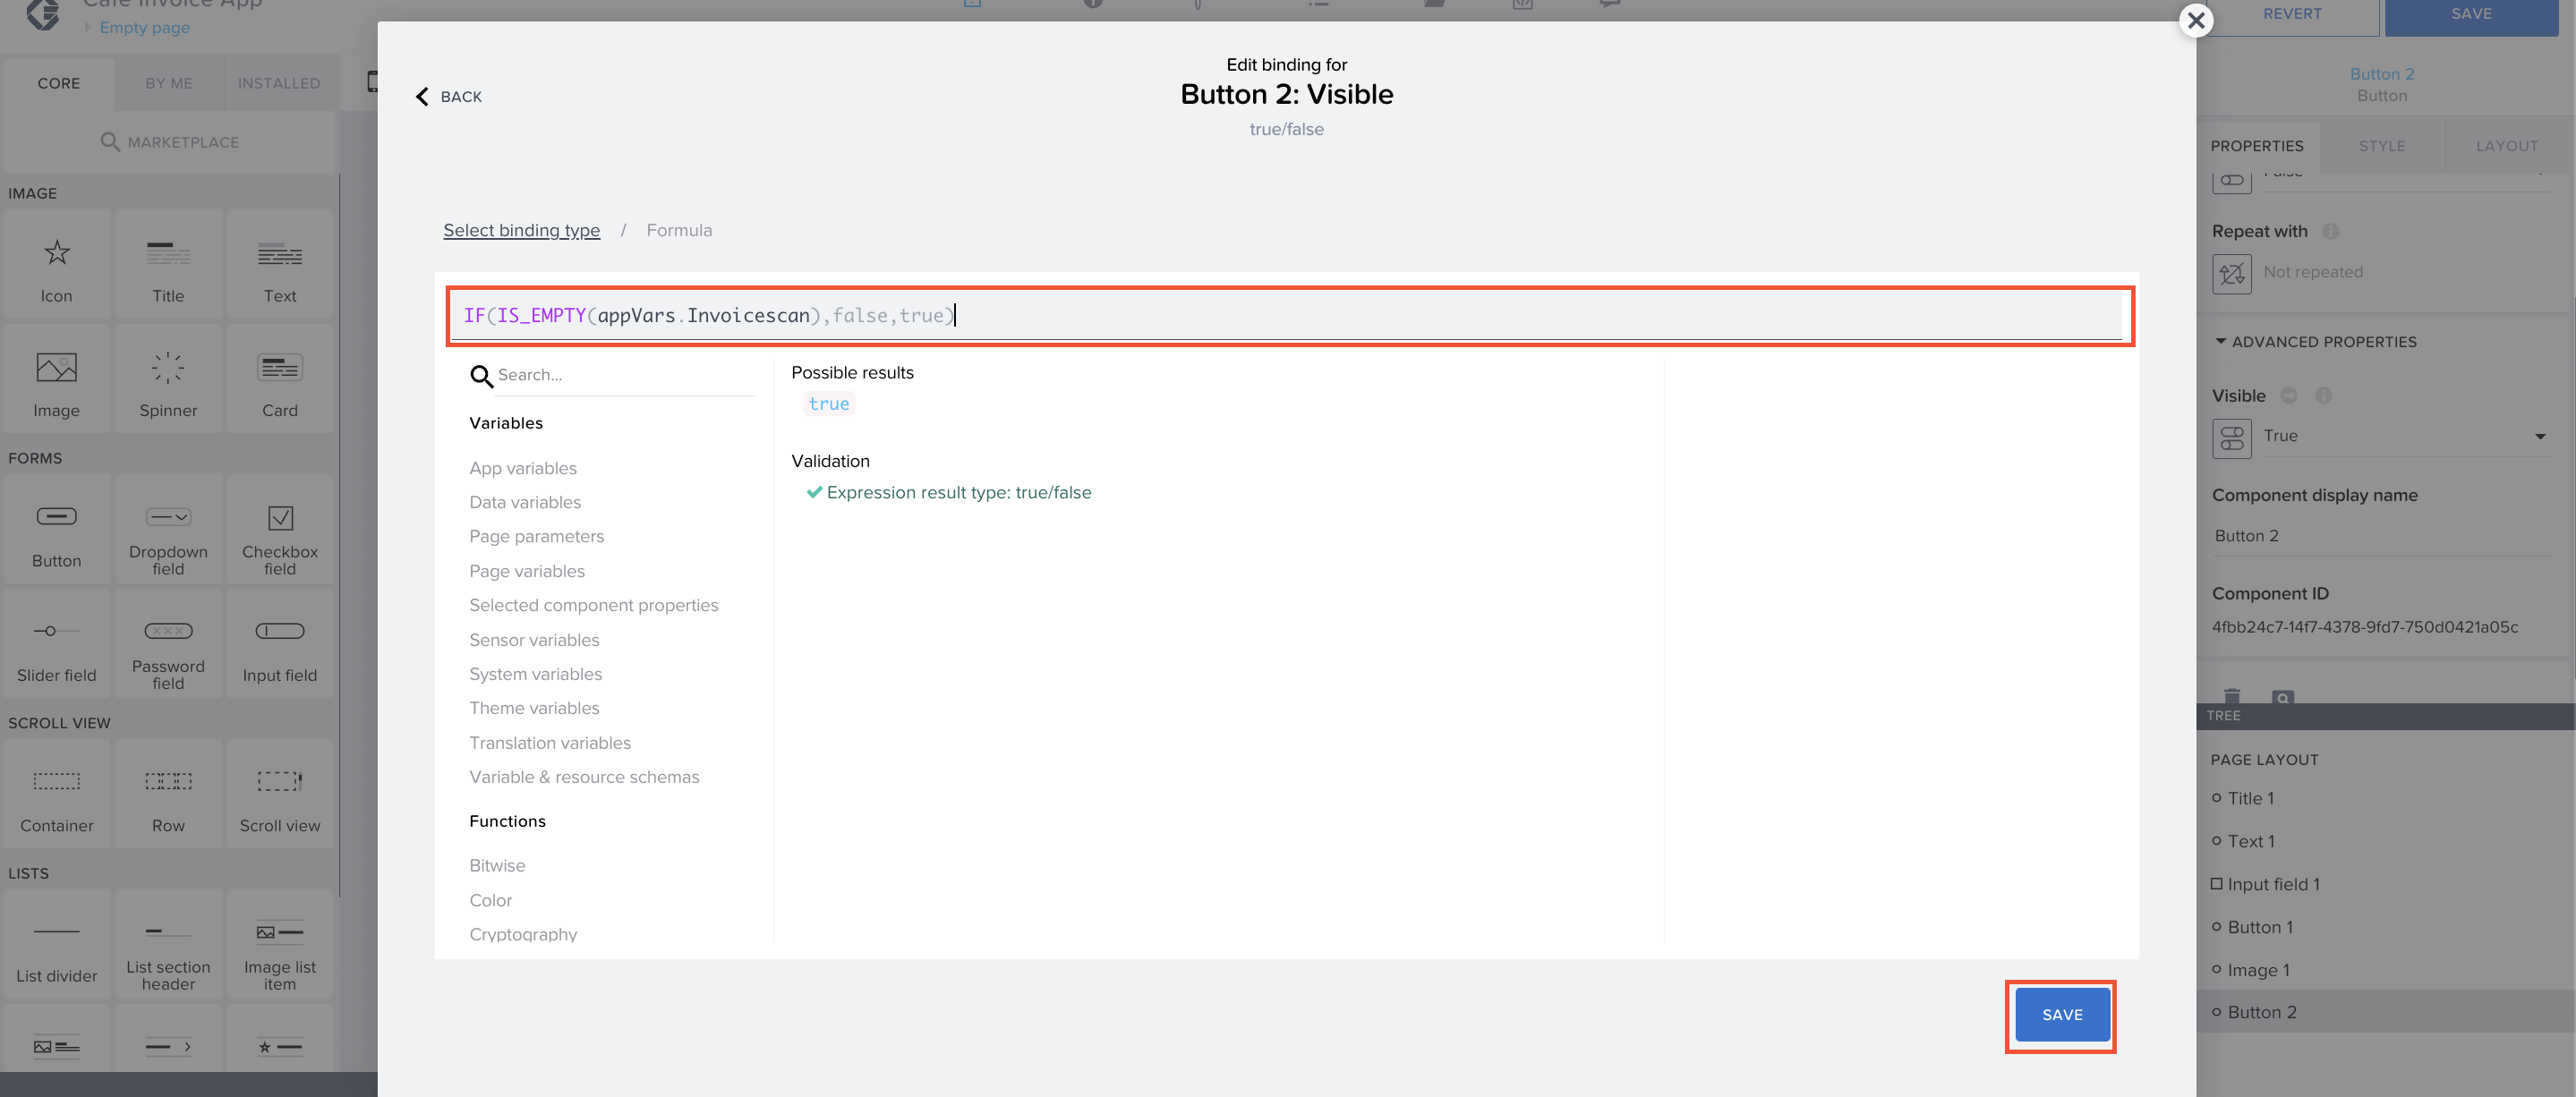 Cafe Invoice App
Empty page
REVERT
SAVE
CORE
BY ME
INSTALLED
MARKETPLACE
IMAGE
Icon
Title
Text
Image
Spinner
Card
FORMS
Button
Dropdown
field
Checkbox
field
Slider field
Password
field
Input field
SCROLL VIEW
Container
Row
Scroll view
LISTS
List divider
List section
header
Image list
item
BACK
Edit binding for
Button 2: Visible
true/false
Select binding type / Formula
IF(IS_EMPTY(appVars.Invoicescan),false,true)
Search...
Variables
App variables
Data variables
Page parameters
Page variables
Selected component properties
Sensor variables
System variables
Theme variables
Translation variables
Variable & resource schemas
Functions
Bitwise
Color
Cryptography
Possible results
true
Validation
Expression result type: true/false
SAVE
Button 2
Button
PROPERTIES
STYLE
LAYOUT
False
Repeat with
Not repeated
ADVANCED PROPERTIES
Visible
True
Component display name
Button 2
Component ID
4fbb24c7-14f7-4378-9fd7-750d0421a05c
TREE
PAGE LAYOUT
Title 1
Text 1
Input field 1
Button 1
Image 1
Button 2